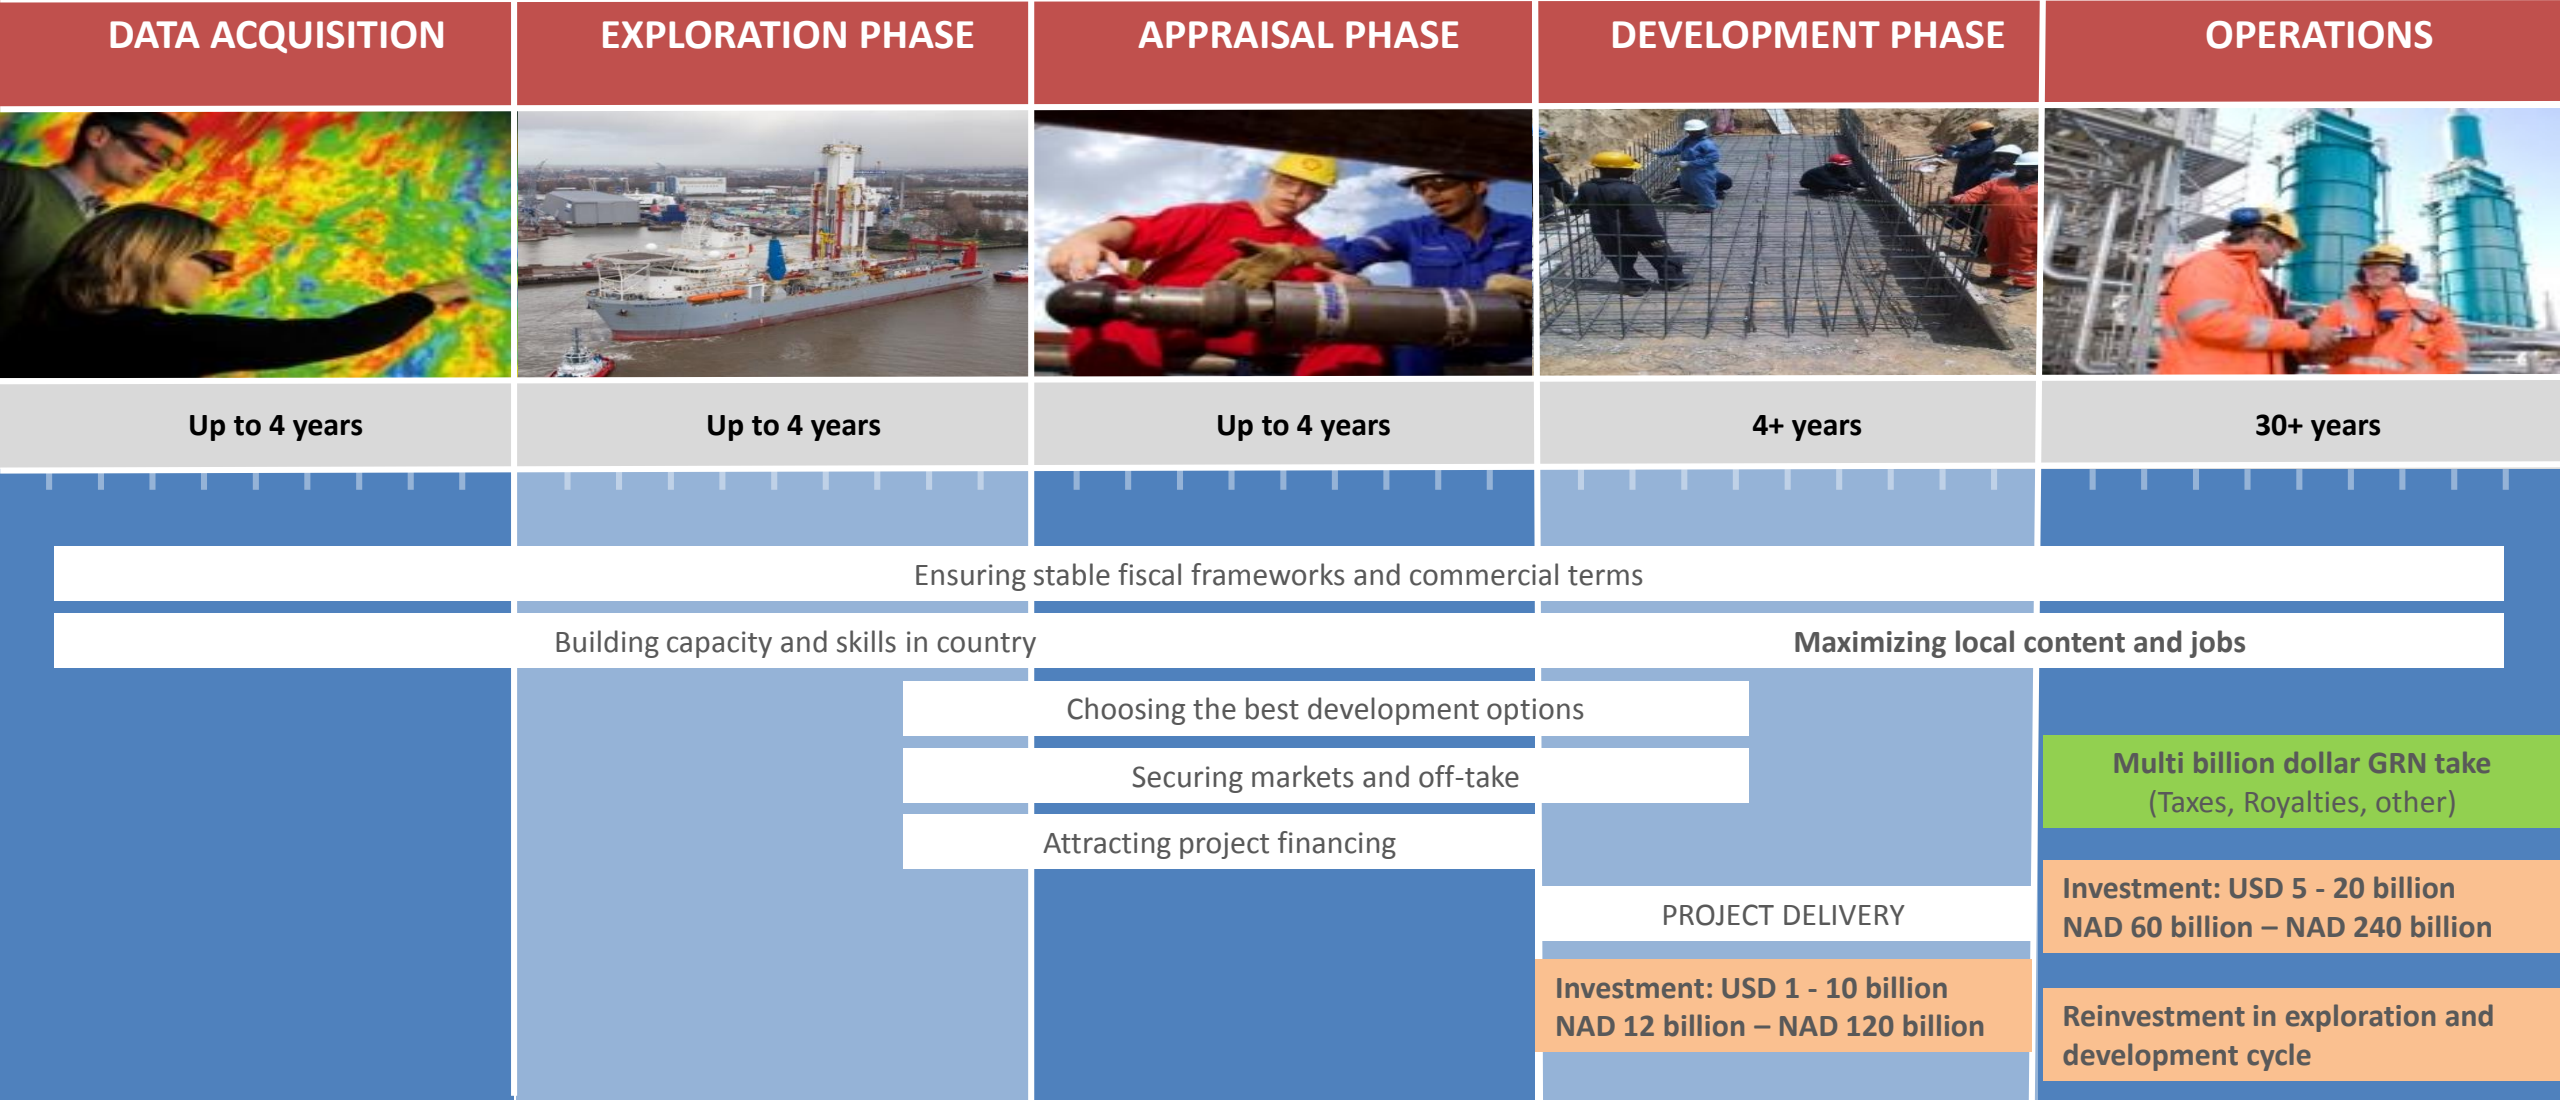 DATA ACQUISITION
EXPLORATION PHASE
APPRAISAL PHASE
DEVELOPMENT PHASE
OPERATIONS
Up to 4 years
Up to 4 years
Up to 4 years
4+ years
30+ years
Ensuring stable fiscal frameworks and commercial terms
Building capacity and skills in country
Maximizing local content and jobs
Choosing the best development options
Securing markets and off-take
Attracting project financing
PROJECT DELIVERY
Investment: USD 1 - 10 billion
NAD 12 billion – NAD 120 billion
Multi billion dollar GRN take
(Taxes, Royalties, other)
Investment: USD 5 - 20 billion
NAD 60 billion – NAD 240 billion
Reinvestment in exploration and
development cycle